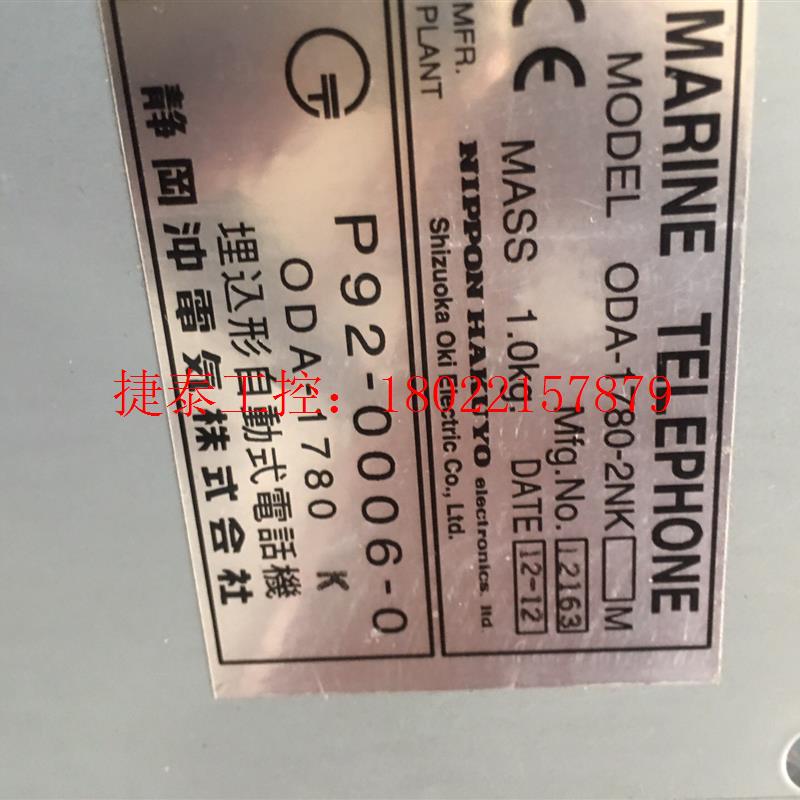 MARINE TELEPHONE
MODEL ODA-1780-2NK M
CE MASS 1.0kg. Mfg.No. 12163
DATE 12-12
MFR. NIPPON HAKUYO electronics. ltd
PLANT Shizuoka Oki Electric Co., Ltd.
P92-0006-0
ODA-1780 K
埋込形自動式電話機
静岡沖電気株式会社
捷泰工控：18022157879